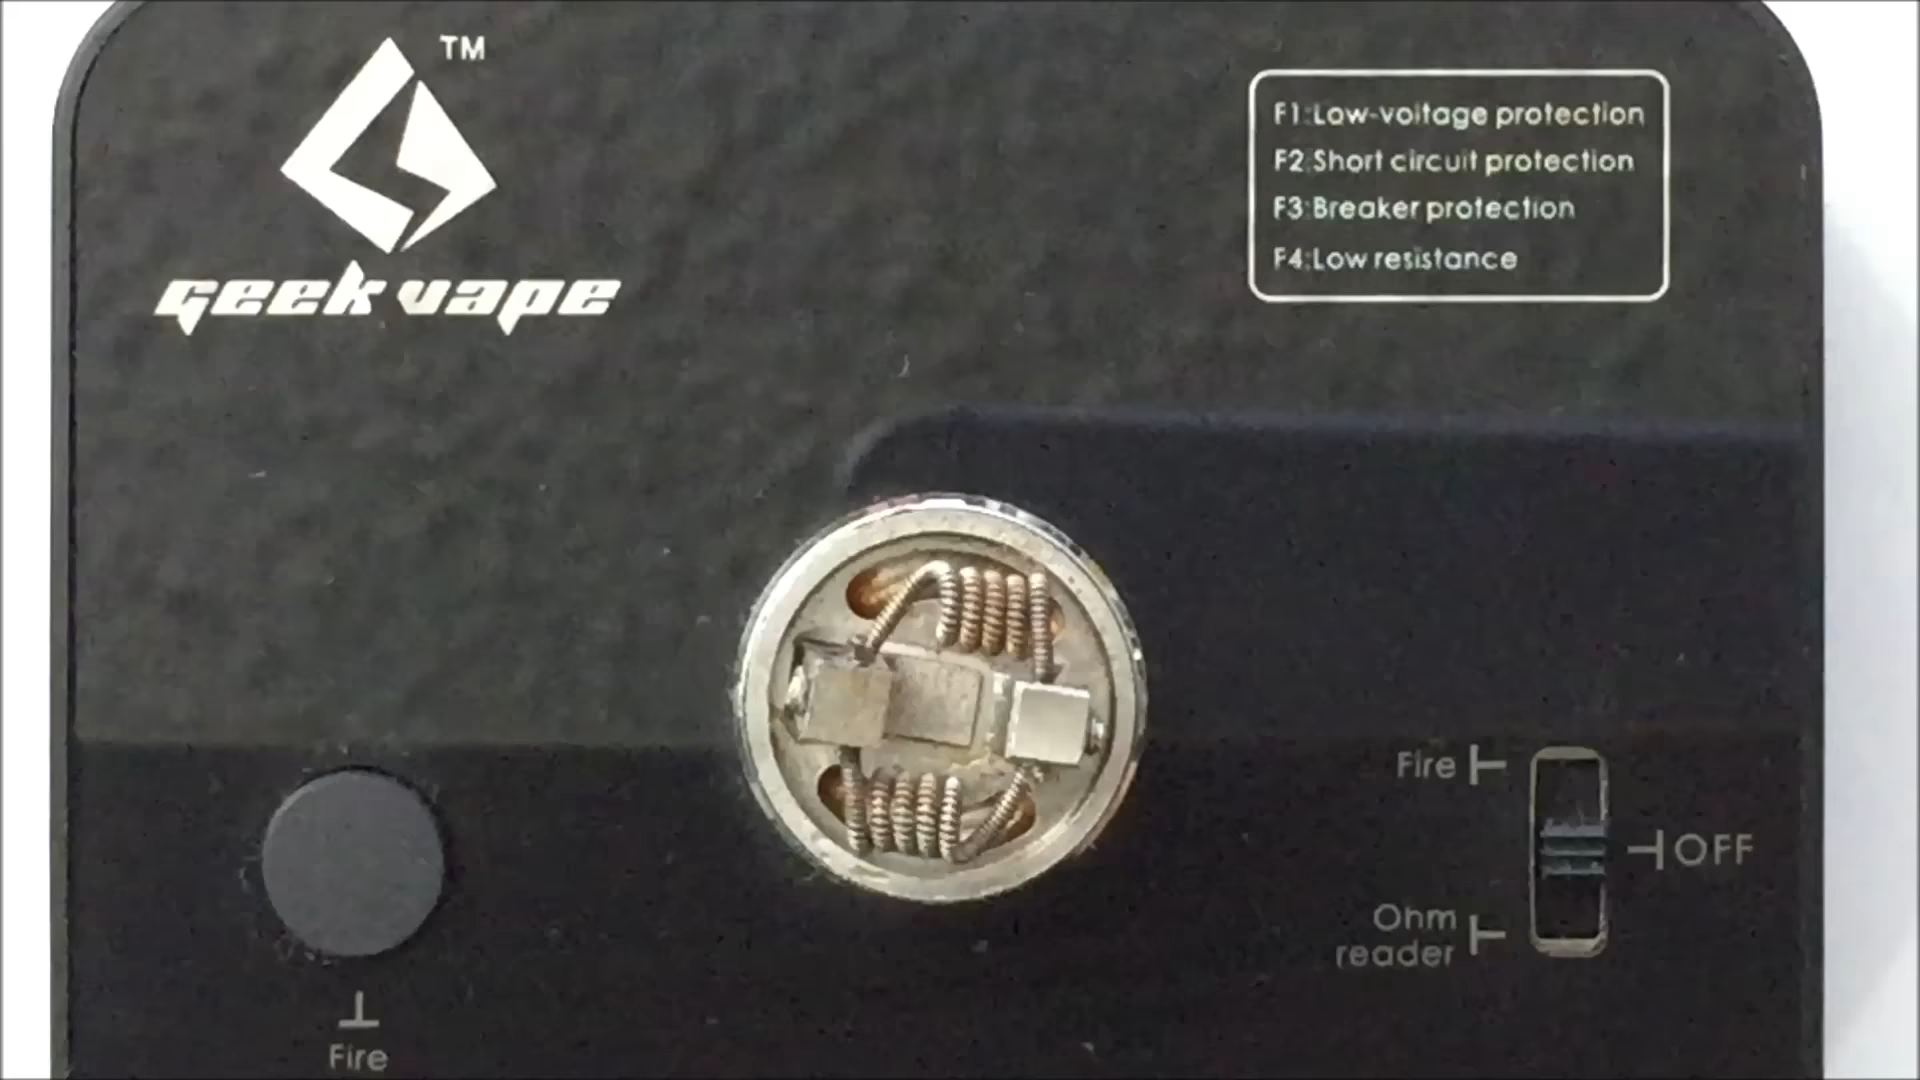 TM
geek vape
F1:Low-voltage protection
F2:Short circuit protection
F3:Breaker protection
F4:Low resistance
Fire
OFF
Ohm
reader
Fire